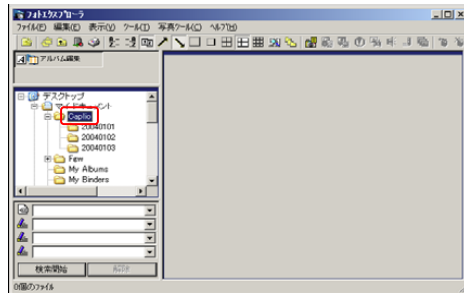 フォトエクスプローラ
ファイル(F) 編集(E) 表示(V) ツール(T) 写真ツール(C) ヘルプ(H)
アルバム編集
デスクトップ
マイドキュメント
Caplio
20040101
20040102
20040103
Few
My Albums
My Binders
検索開始
解除
0個のファイル